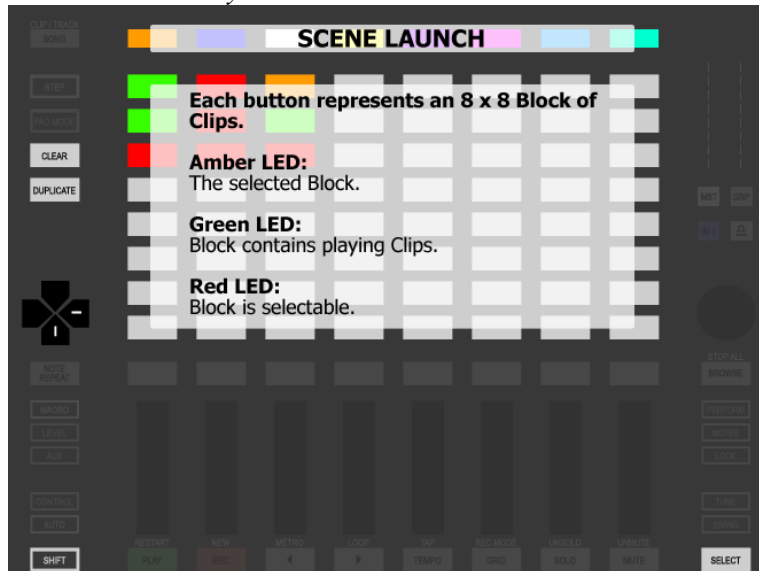 CLIP / TRACK
SONG
SCENE LAUNCH
STEP
PAD MODE
CLEAR
DUPLICATE
Each button represents an 8 x 8 Block of
Clips.
Amber LED:
The selected Block.
Green LED:
Block contains playing Clips.
Red LED:
Block is selectable.
MST GRP
NOTE
REPEAT
STOP ALL
BROWSE
MACRO
LEVEL
AUX
PERFORM
NOTES
LOCK
CONTROL
AUTO
TUNE
SWING
RESTART NEW METRO LOOP TAP REC MODE UNSOLO UNMUTE
SHIFT PLAY REC TEMPO GRID SOLO MUTE SELECT